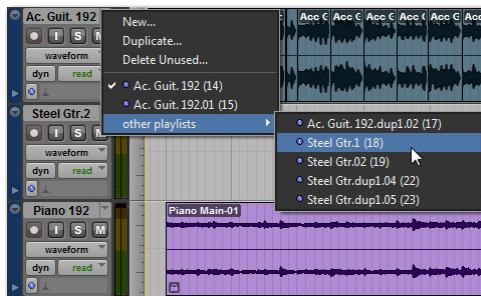 Ac. Guit. 192
I S M
waveform
dyn read
Steel Gtr.2
I S M
waveform
dyn read
Piano 192
I S M
waveform
dyn read
New...
Duplicate...
Delete Unused...
Ac. Guit. 192 (14)
Ac. Guit. 192.01 (15)
other playlists
Ac. Guit. 192.dup1.02 (17)
Steel Gtr.1 (18)
Steel Gtr.02 (19)
Steel Gtr.dup1.04 (22)
Steel Gtr.dup1.05 (23)
Acc G Acc G Acc G Acc G Acc G
Piano Main-01